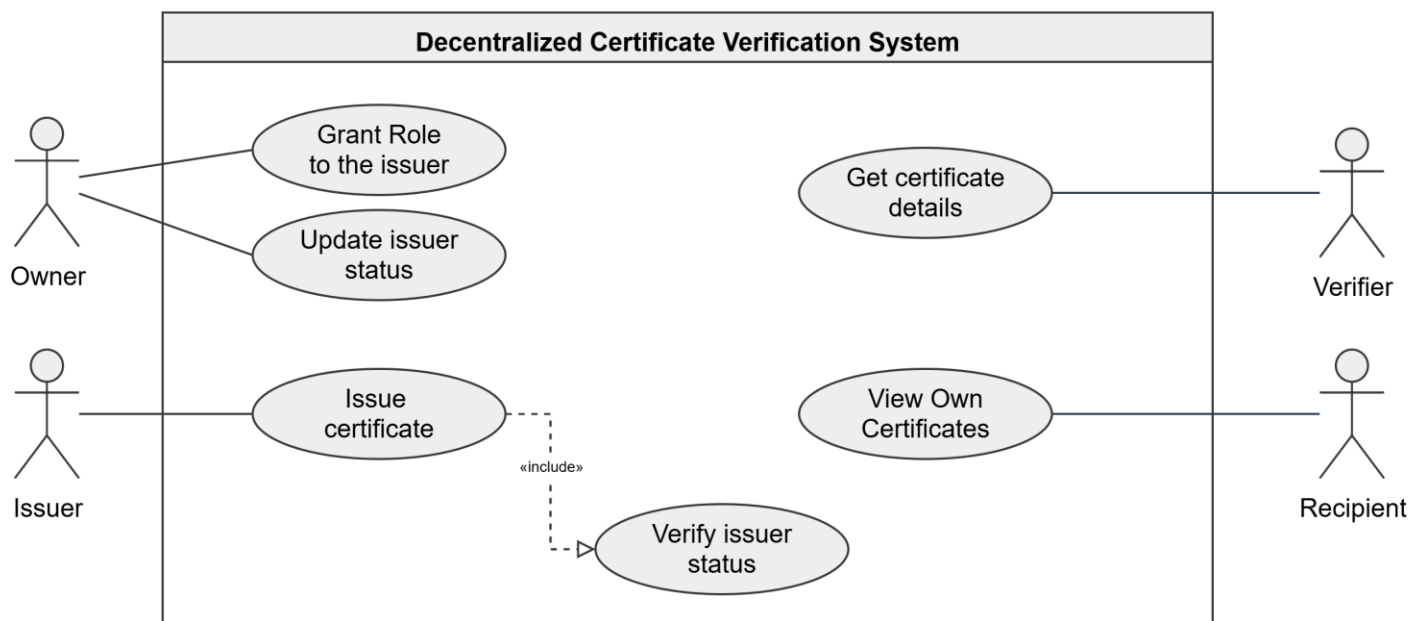 Decentralized Certificate Verification System
Grant Role
to the issuer
Get certificate
details
Update issuer
status
Owner
Verifier
Issue
certificate
View Own
Certificates
«include»
Issuer
Recipient
Verify issuer
status